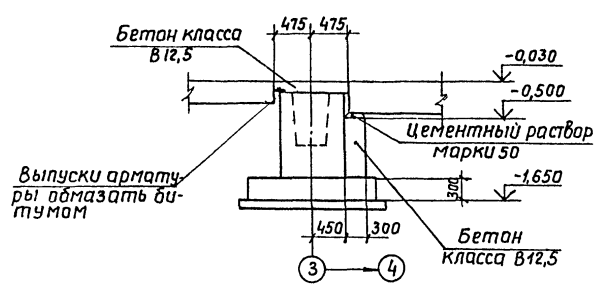 475 475
Бетон класса
В 12,5
-0,030
-0,500
Цементный раствор
марки 50
Выпуски армату-
ры обмазать би-
тумом
300
-1,650
450 300
Бетон
класса В12,5
3 4